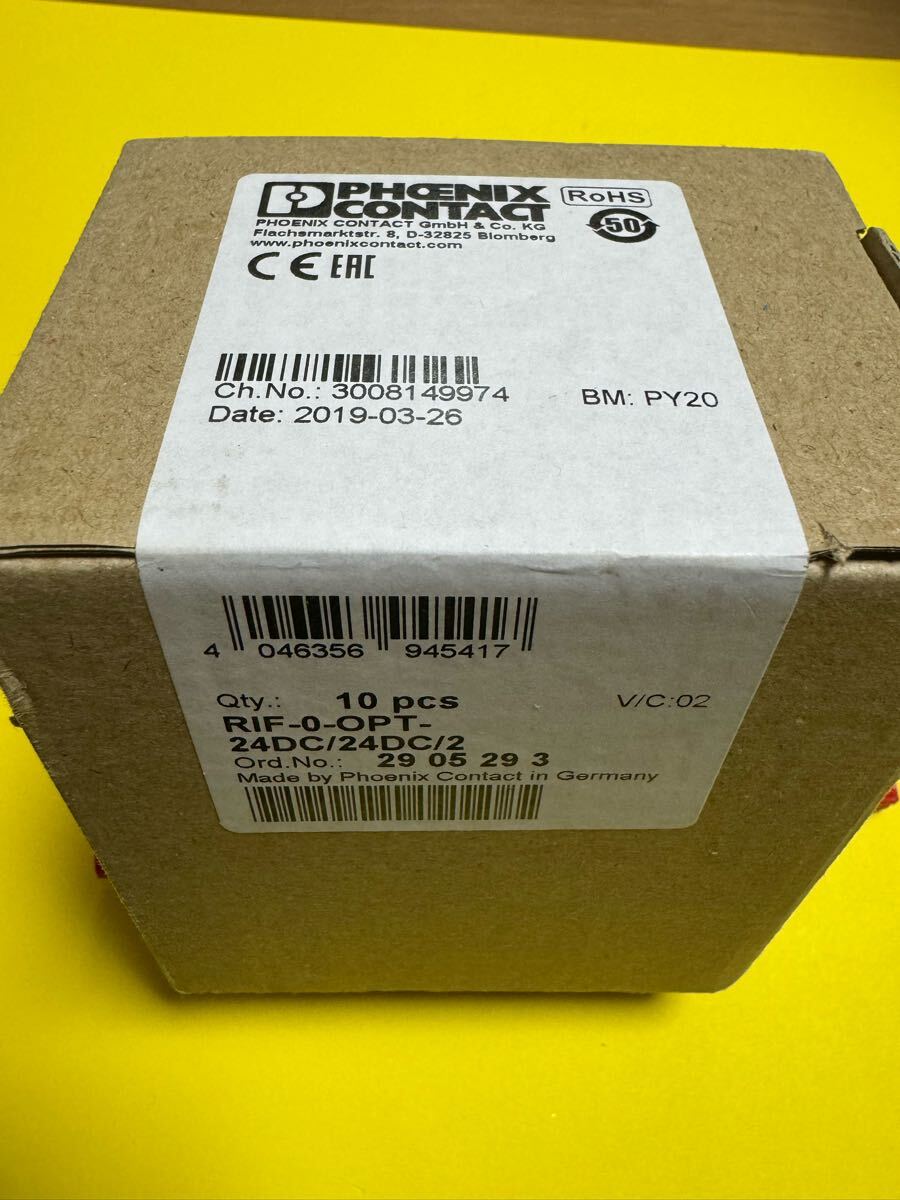 PHŒNIX
CONTACT
RoHS
50
PHOENIX CONTACT GmbH & Co. KG
Flachsmarktstr. 8, D-32825 Blomberg
www.phoenixcontact.com
CE EAC
Ch.No.: 3008149974
BM: PY20
Date: 2019-03-26
4 046356 945417
Qty.: 10 pcs
V/C:02
RIF-0-OPT-
24DC/24DC/2
Ord.No.: 29 05 29 3
Made by Phoenix Contact in Germany